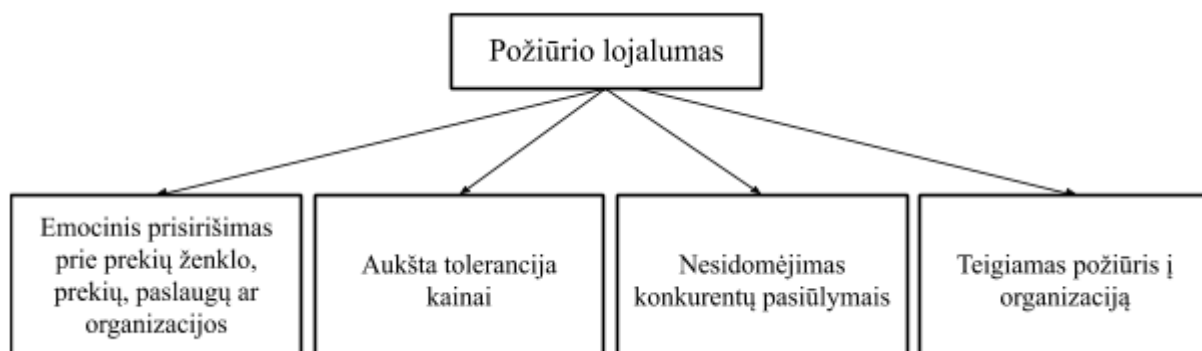 Požiūrio lojalumas
Emocinis prisirišimas
prie prekių ženklo,
prekių, paslaugų ar
organizacijos
Aukšta tolerancija
kainai
Nesidomėjimas
konkurentų pasiūlymais
Teigiamas požiūris į
organizaciją